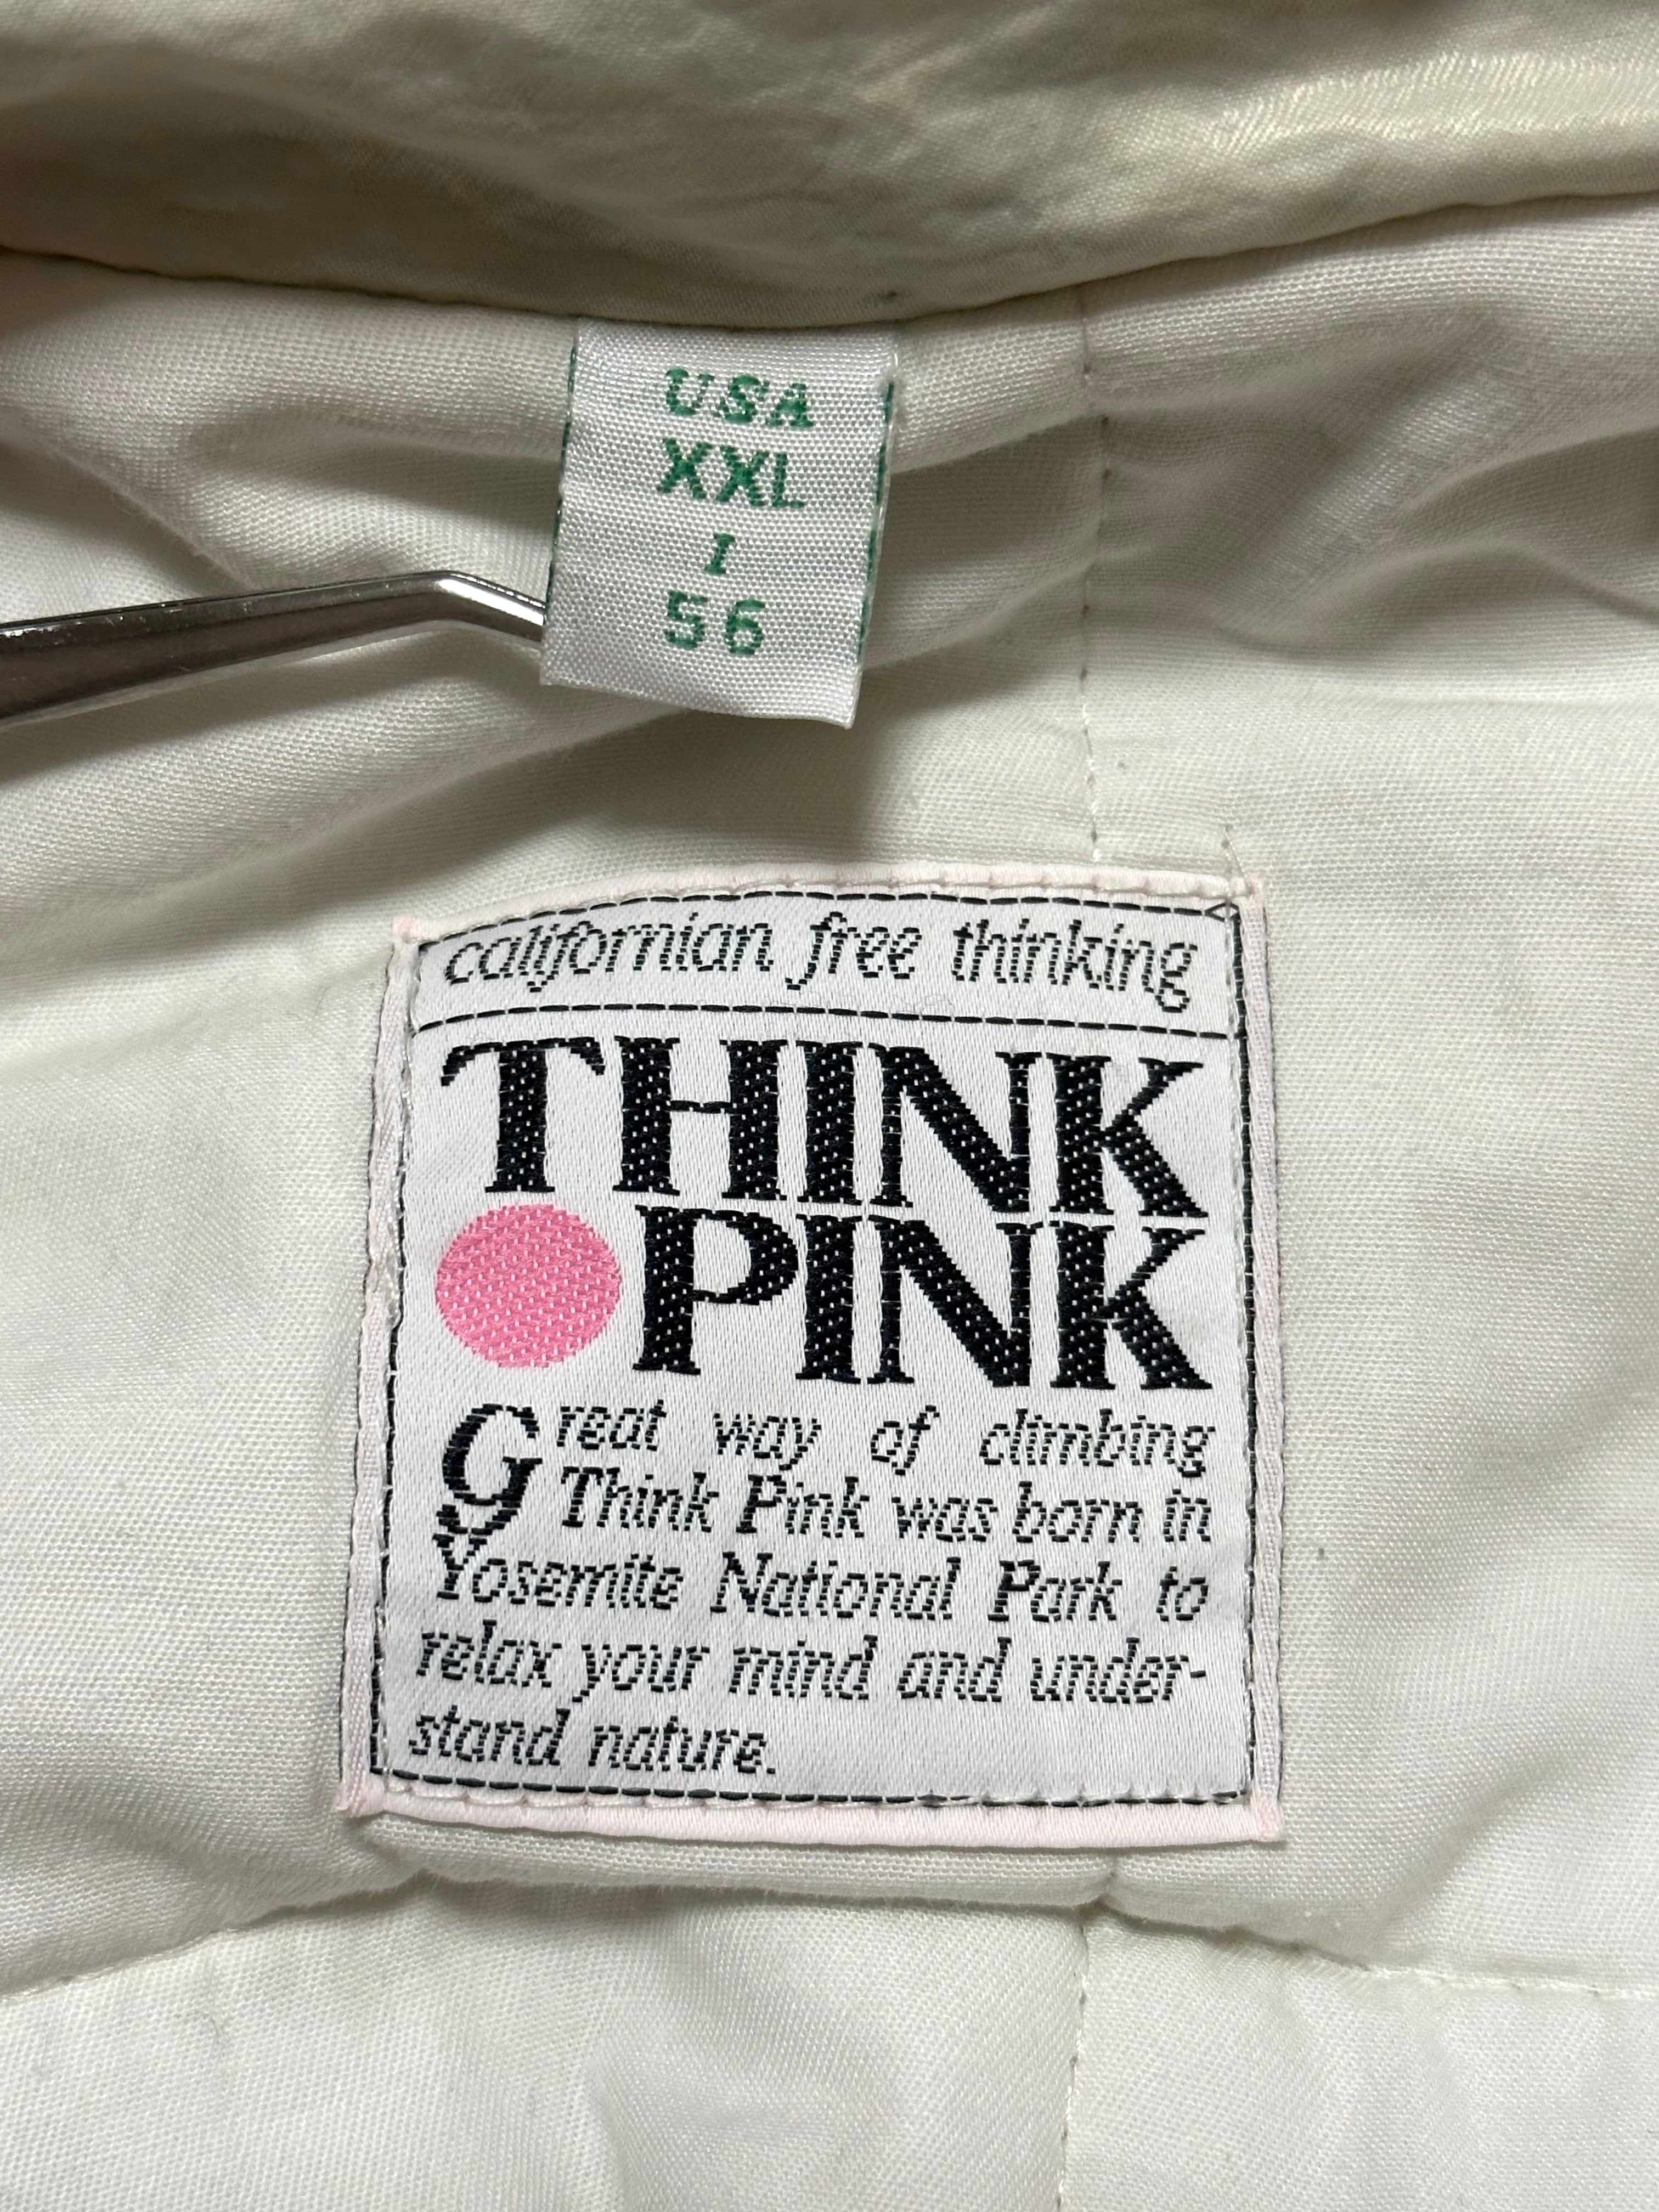 USA
XXL
I
56
californian free thinking
THINK
PINK
Great way of climbing
Think Pink was born in
Yosemite National Park to
relax your mind and under-
stand nature.